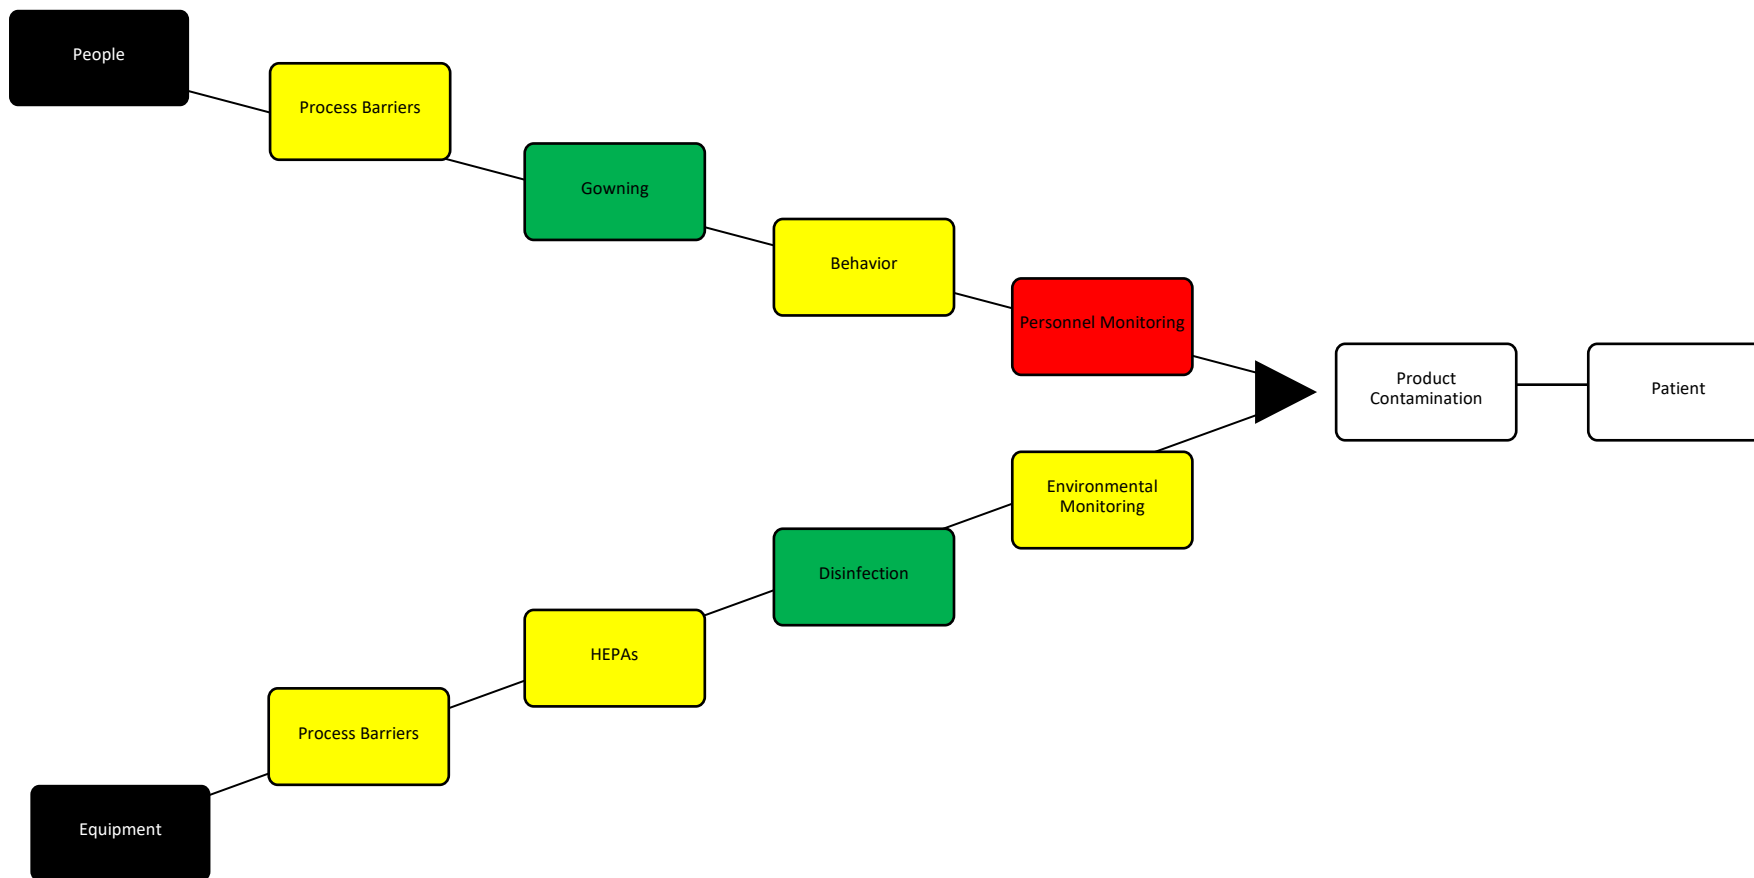 People
Process Barriers
Gowning
Behavior
Personnel Monitoring
Product
Contamination
Patient
Environmental
Monitoring
Disinfection
HEPAs
Process Barriers
Equipment